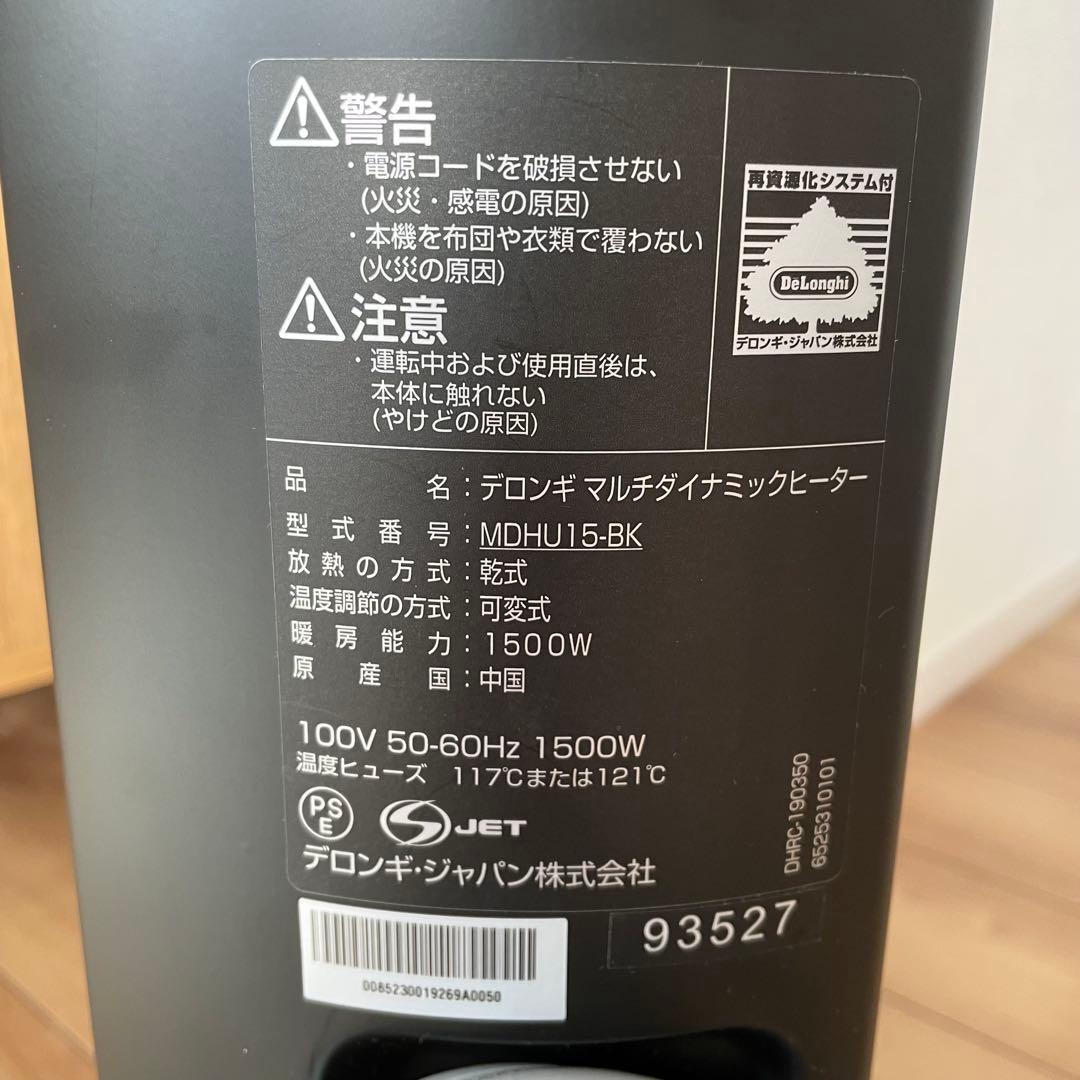 警告
・電源コードを破損させない
(火災・感電の原因)
・本機を布団や衣類で覆わない
(火災の原因)
注意
・運転中および使用直後は、
本体に触れない
(やけどの原因)
再資源化システム付
DeLonghi
デロンギ・ジャパン株式会社
品名：デロンギ マルチダイナミックヒーター
型式番号：MDHU15-BK
放熱の方式：乾式
温度調節の方式：可変式
暖房能力：1500W
原産国：中国
100V 50-60Hz 1500W
温度ヒューズ 117℃または121℃
PS
E
S JET
デロンギ・ジャパン株式会社
DHRC-190350
6525310101
0085230019269A0050
93527